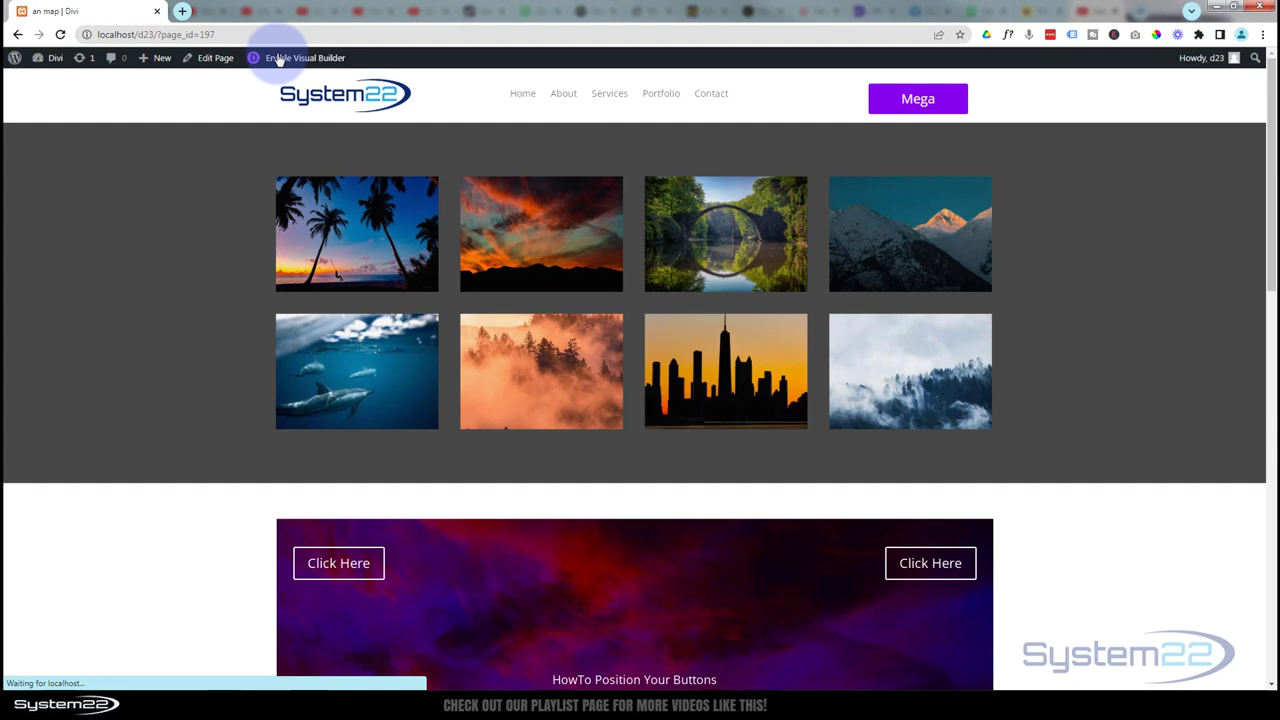 an map | Divi
localhost/d23/?page_id=197
Divi 1 0 New Edit Page Enable Visual Builder Howdy, d23
System22 Home About Services Portfolio Contact Mega
Click Here Click Here
HowTo Position Your Buttons
System22
Waiting for localhost...
System22 CHECK OUT OUR PLAYLIST PAGE FOR MORE VIDEOS LIKE THIS!